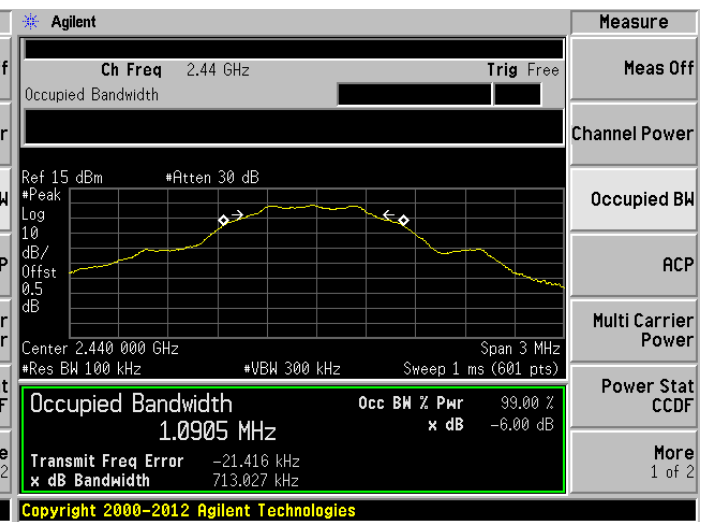 Agilent
Measure
Ch Freq 2.44 GHz Trig Free
Occupied Bandwidth
Meas Off
Channel Power
Occupied BW
ACP
Multi Carrier
Power
Power Stat
CCDF
More
1 of 2
Ref 15 dBm #Atten 30 dB
#Peak
Log
10
dB/
Offst
0.5
dB
Center 2.440 000 GHz Span 3 MHz
#Res BW 100 kHz #VBW 300 kHz Sweep 1 ms (601 pts)
Occupied Bandwidth Occ BW % Pwr 99.00 %
1.0905 MHz x dB -6.00 dB
Transmit Freq Error -21.416 kHz
x dB Bandwidth 713.027 kHz
Copyright 2000-2012 Agilent Technologies